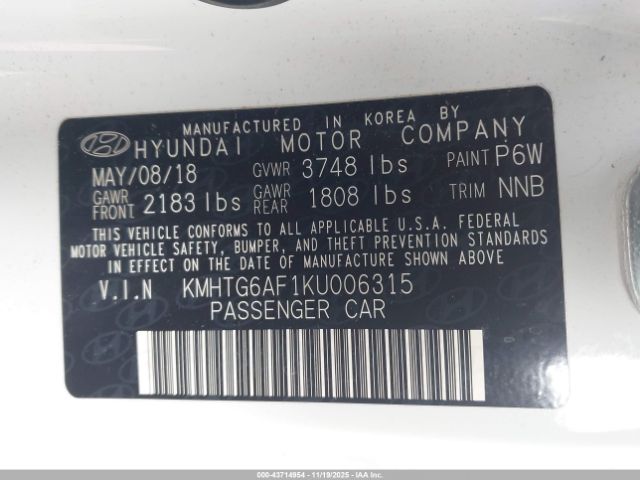 MANUFACTURED IN KOREA BY
HYUNDAI MOTOR COMPANY
MAY/08/18 GVWR 3748 lbs PAINT P6W
GAWR FRONT 2183 lbs GAWR REAR 1808 lbs TRIM NNB
THIS VEHICLE CONFORMS TO ALL APPLICABLE U.S.A. FEDERAL
MOTOR VEHICLE SAFETY, BUMPER, AND THEFT PREVENTION STANDARDS
IN EFFECT ON THE DATE OF MANUFACTURE SHOWN ABOVE.
V.I.N KMHTG6AF1KU006315
PASSENGER CAR
000-43714954 - 11/19/2025 - IAAI.COM